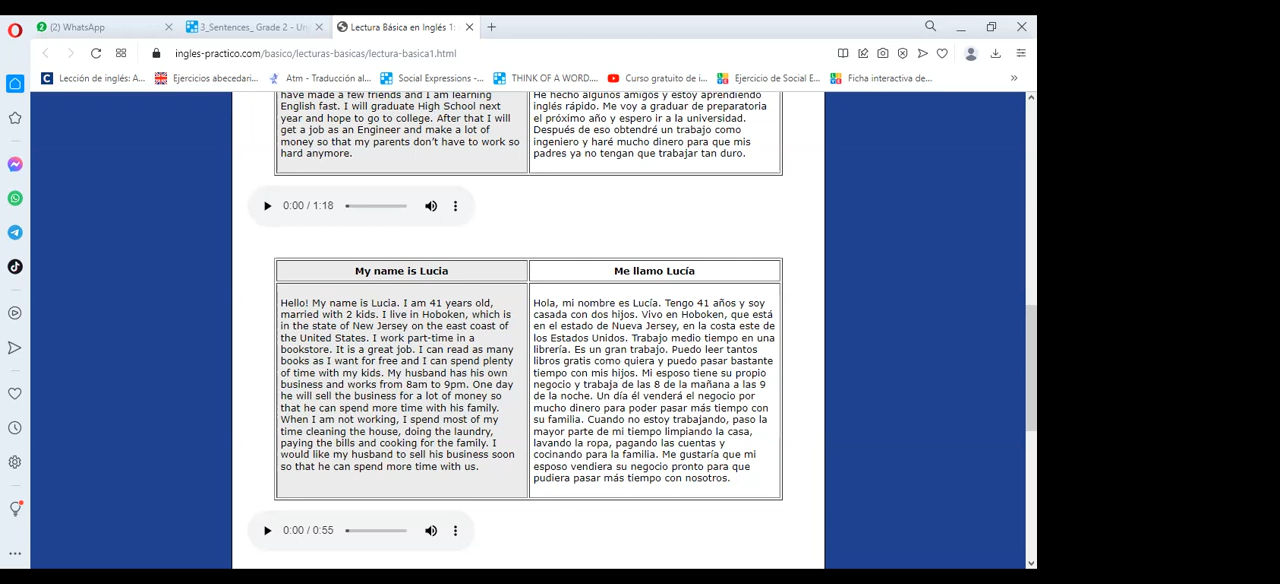 (2) WhatsApp
3_Sentences_ Grade 2 - Un
Lectura Básica en Inglés 1:
ingles-practico.com/basico/lecturas-basicas/lectura-basica1.html
Lección de inglés: A...
Ejercicios abecedari...
Atm - Traducción al...
Social Expressions -...
THINK OF A WORD....
Curso gratuito de i...
Ejercicio de Social E...
Ficha interactiva de...
»
have made a few friends and I am learning
English fast. I will graduate High School next
year and hope to go to college. After that I will
get a job as an Engineer and make a lot of
money so that my parents don't have to work so
hard anymore.
He hecho algunos amigos y estoy aprendiendo
inglés rápido. Me voy a graduar de preparatoria
el próximo año y espero ir a la universidad.
Después de eso obtendré un trabajo como
ingeniero y haré mucho dinero para que mis
padres ya no tengan que trabajar tan duro.
0:00 / 1:18
My name is Lucia
Hello! My name is Lucia. I am 41 years old,
married with 2 kids. I live in Hoboken, which is
in the state of New Jersey on the east coast of
the United States. I work part-time in a
bookstore. It is a great job. I can read as many
books as I want for free and I can spend plenty
of time with my kids. My husband has his own
business and works from 8am to 9pm. One day
he will sell the business for a lot of money so
that he can spend more time with his family.
When I am not working, I spend most of my
time cleaning the house, doing the laundry,
paying the bills and cooking for the family. I
would like my husband to sell his business soon
so that he can spend more time with us.
Me llamo Lucía
Hola, mi nombre es Lucía. Tengo 41 años y soy
casada con dos hijos. Vivo en Hoboken, que está
en el estado de Nueva Jersey, en la costa este de
los Estados Unidos. Trabajo medio tiempo en una
librería. Es un gran trabajo. Puedo leer tantos
libros gratis como quiera y puedo pasar bastante
tiempo con mis hijos. Mi esposo tiene su propio
negocio y trabaja de las 8 de la mañana a las 9
de la noche. Un día él venderá el negocio por
mucho dinero para poder pasar más tiempo con
su familia. Cuando no estoy trabajando, paso la
mayor parte de mi tiempo limpiando la casa,
lavando la ropa, pagando las cuentas y
cocinando para la familia. Me gustaría que mi
esposo vendiera su negocio pronto para que
pudiera pasar más tiempo con nosotros.
0:00 / 0:55